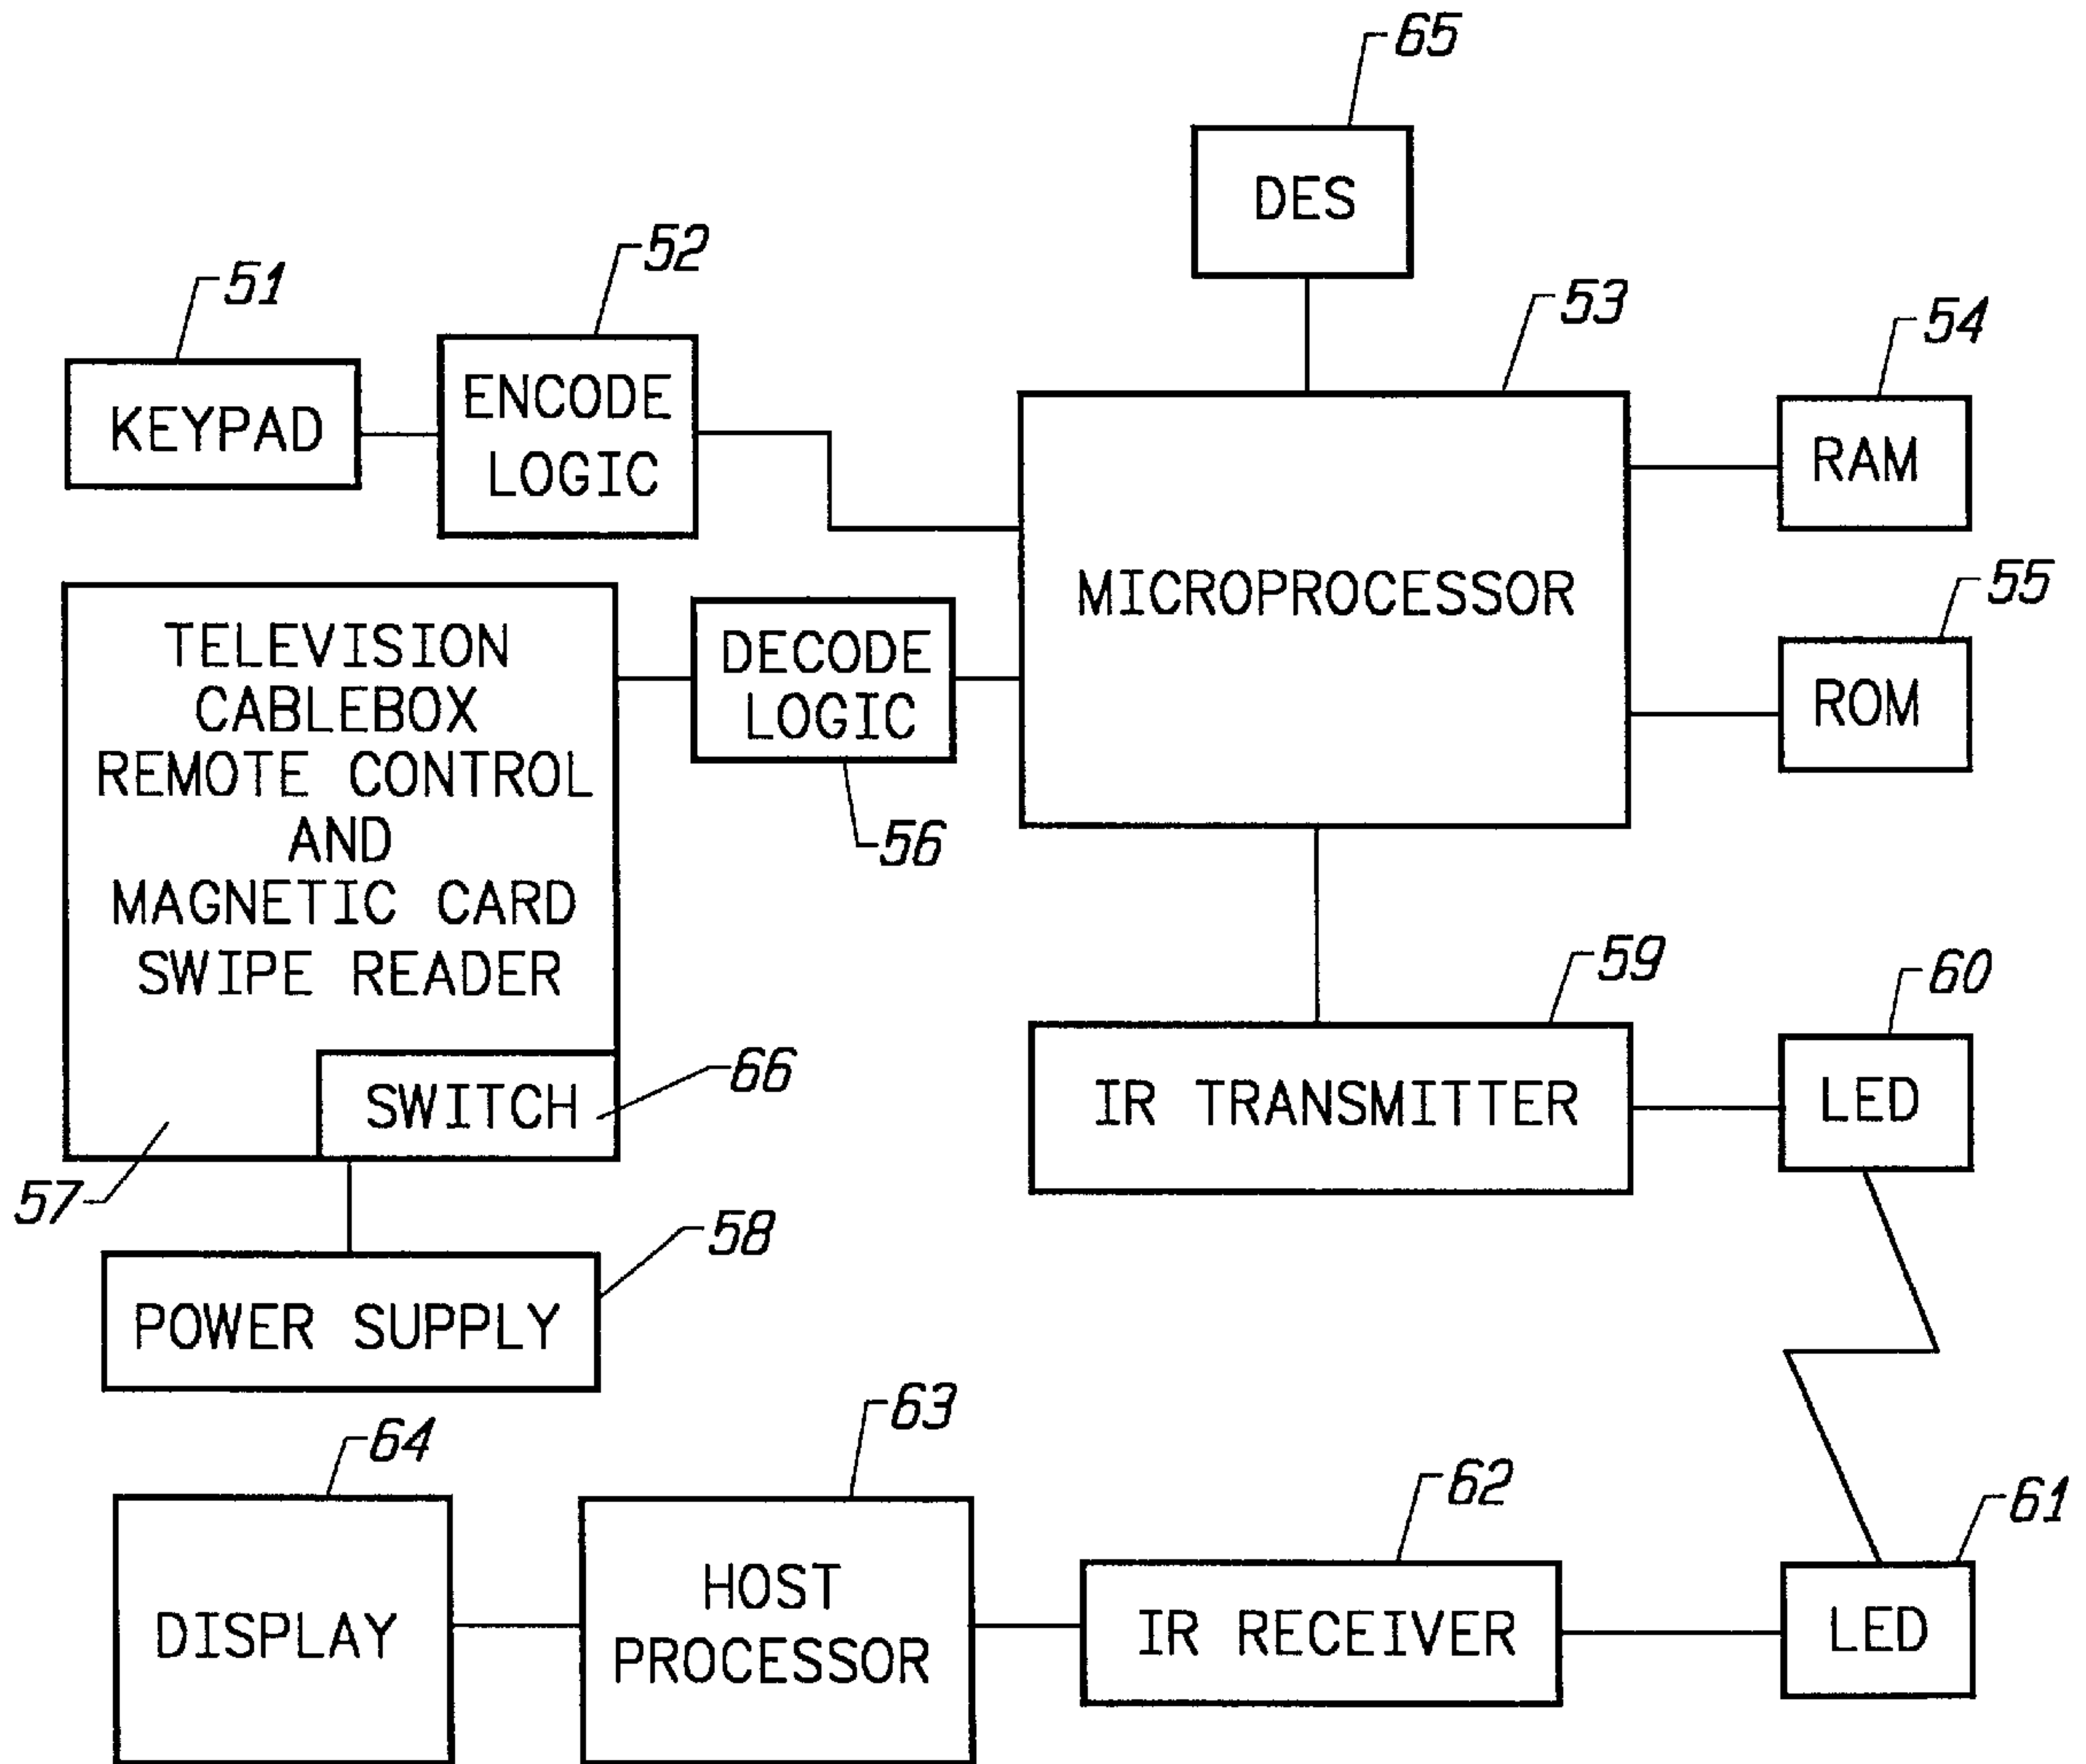 65
DES
52
51
53
54
KEYPAD
ENCODE
LOGIC
RAM
MICROPROCESSOR
55
TELEVISION
CABLEBOX
REMOTE CONTROL
AND
MAGNETIC CARD
SWIPE READER
DECODE
LOGIC
ROM
56
59
60
SWITCH
66
IR TRANSMITTER
LED
57
58
POWER SUPPLY
64
63
62
61
DISPLAY
HOST
PROCESSOR
IR RECEIVER
LED